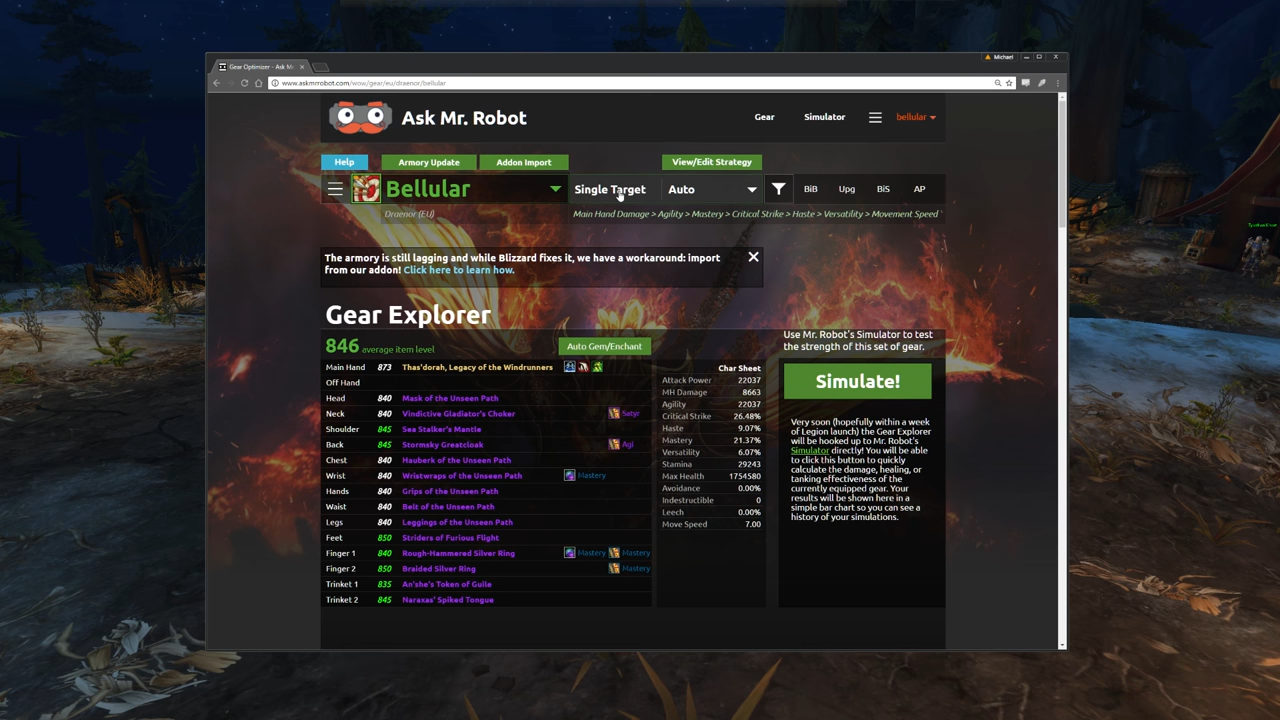 Gear Optimizer - Ask Mr.
Michael
www.askmrrobot.com/wow/gear/eu/draenor/bellular
Ask Mr. Robot
Gear
Simulator
bellular
Help
Armory Update
Addon Import
View/Edit Strategy
Bellular
Single Target
Auto
BiB
Upg
BiS
AP
Draenor (EU)
Main Hand Damage > Agility > Mastery > Critical Strike > Haste > Versatility > Movement Speed
The armory is still lagging and while Blizzard fixes it, we have a workaround: import
from our addon! Click here to learn how.
Gear Explorer
846 average item level
Auto Gem/Enchant
Main Hand 873 Thas'dorah, Legacy of the Windrunners
Off Hand
Head 840 Mask of the Unseen Path
Neck 840 Vindictive Gladiator's Choker Satyr
Shoulder 845 Sea Stalker's Mantle
Back 845 Stormsky Greatcloak Agi
Chest 840 Hauberk of the Unseen Path
Wrist 840 Wristwraps of the Unseen Path Mastery
Hands 840 Grips of the Unseen Path
Waist 840 Belt of the Unseen Path
Legs 840 Leggings of the Unseen Path
Feet 850 Striders of Furious Flight
Finger 1 840 Rough-Hammered Silver Ring Mastery Mastery
Finger 2 850 Braided Silver Ring Mastery
Trinket 1 835 An'she's Token of Guile
Trinket 2 845 Naraxas' Spiked Tongue
Char Sheet
Attack Power 22037
MH Damage 8663
Agility 22037
Critical Strike 26.48%
Haste 9.07%
Mastery 21.37%
Versatility 6.07%
Stamina 29243
Max Health 1754580
Avoidance 0.00%
Indestructible 0
Leech 0.00%
Move Speed 7.00
Use Mr. Robot's Simulator to test
the strength of this set of gear.
Simulate!
Very soon (hopefully within a week
of Legion launch) the Gear Explorer
will be hooked up to Mr. Robot's
Simulator directly! You will be able
to click this button to quickly
calculate the damage, healing, or
tanking effectiveness of the
currently equipped gear. Your
results will be shown here in a
simple bar chart so you can see a
history of your simulations.